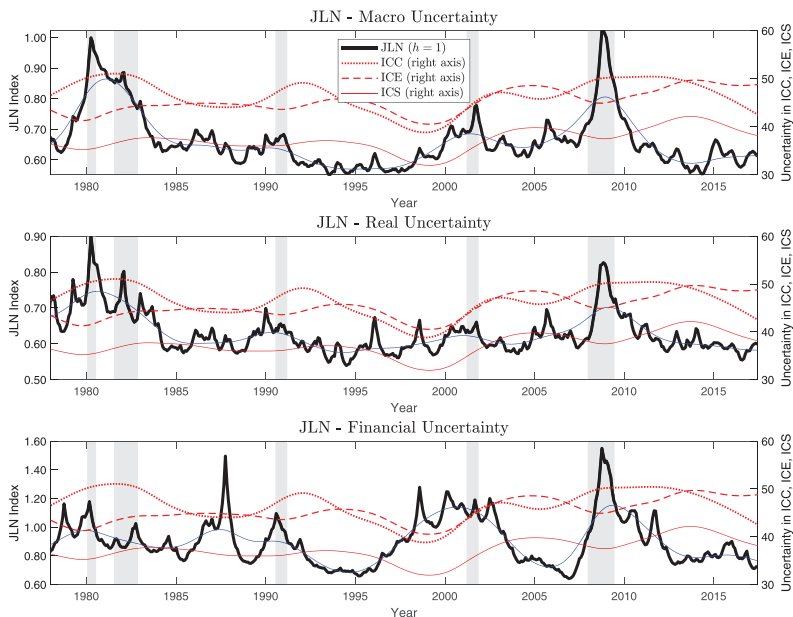 JLN - Macro Uncertainty
1.00
0.90
0.80
0.70
0.60
JLN Index
JLN (h = 1)
ICC (right axis)
ICE (right axis)
ICS (right axis)
60
50
40
30
Uncertainty in ICC, ICE, ICS
1980 1985 1990 1995 2000 2005 2010 2015
Year
JLN - Real Uncertainty
0.90
0.80
0.70
0.60
0.50
JLN Index
60
50
40
30
Uncertainty in ICC, ICE, ICS
1980 1985 1990 1995 2000 2005 2010 2015
Year
JLN - Financial Uncertainty
1.60
1.40
1.20
1.00
0.80
0.60
JLN Index
60
50
40
30
Uncertainty in ICC, ICE, ICS
1980 1985 1990 1995 2000 2005 2010 2015
Year